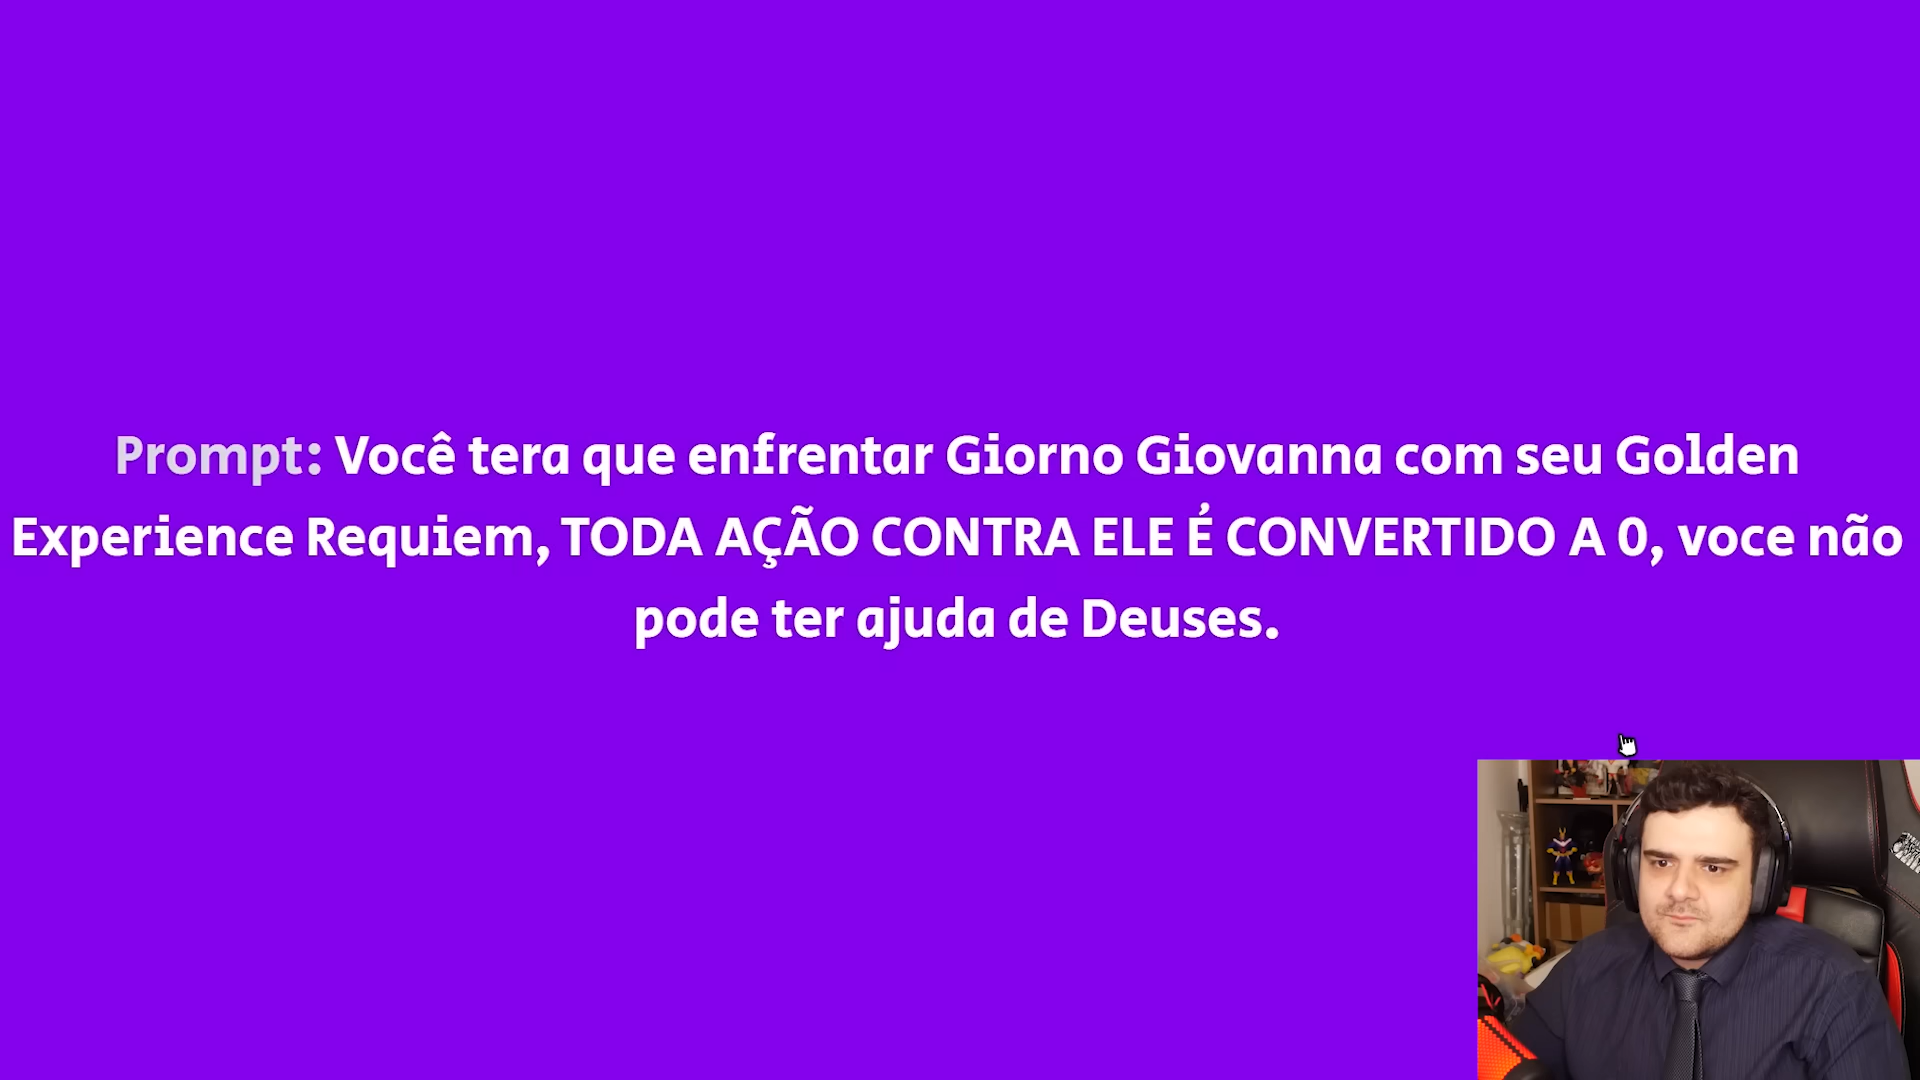 Prompt: Você tera que enfrentar Giorno Giovanna com seu Golden
Experience Requiem, TODA AÇÃO CONTRA ELE É CONVERTIDO A 0, voce não
pode ter ajuda de Deuses.